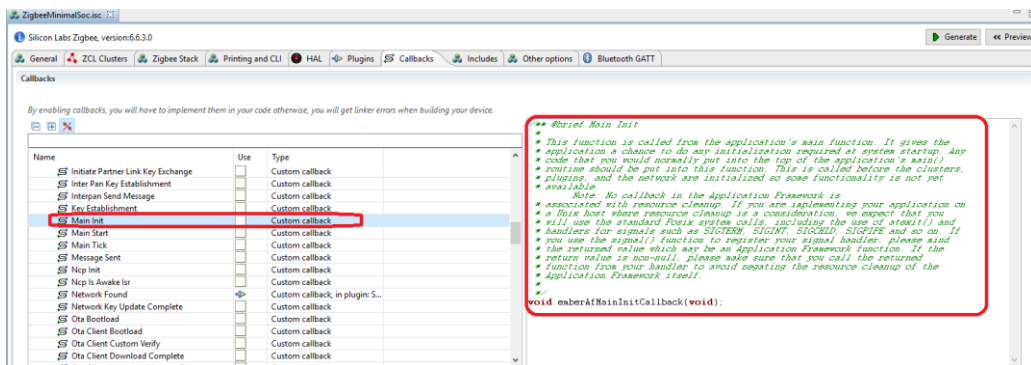 ZigbeeMinimalSoc.isc
Silicon Labs Zigbee, version:6.6.3.0
Generate
Preview
General
ZCL Clusters
Zigbee Stack
Printing and CLI
HAL
Plugins
Callbacks
Includes
Other options
Bluetooth GATT
Callbacks
By enabling callbacks, you will have to implement them in your code otherwise, you will get linker errors when building your device.
Name Use Type
Initiate Partner Link Key Exchange Custom callback
Inter Pan Key Establishment Custom callback
Interpan Send Message Custom callback
Key Establishment Custom callback
Main Init Custom callback
Main Start Custom callback
Main Tick Custom callback
Message Sent Custom callback
Ncp Init Custom callback
Ncp Is Awake Isr Custom callback
Network Found Custom callback, in plugin: S...
Network Key Update Complete Custom callback
Ota Bootload Custom callback
Ota Client Bootload Custom callback
Ota Client Custom Verify Custom callback
Ota Client Download Complete Custom callback
/** @brief Main Init
*
* This function is called from the application's main function. It gives the
* application a chance to do any initialization required at system startup. Any
* code that you would normally put into the top of the application's main()
* routine should be put into this function. This is called before the clusters,
* plugins, and the network are initialized so some functionality is not yet
* available.
* Note: No callback in the Application Framework is
* associated with resource cleanup. If you are implementing your application on
* a Unix host where resource cleanup is a consideration, we expect that you
* will use the standard Posix system calls, including the use of atexit() and
* handlers for signals such as SIGTERM, SIGINT, SIGCHLD, SIGPIPE and so on. If
* you use the signal() function to register your signal handler, please mind
* the returned value which may be an Application Framework function. If the
* return value is non-null, please make sure that you call the returned
* function from your handler to avoid negating the resource cleanup of the
* Application Framework itself.
*
*/
void emberAfMainInitCallback(void);